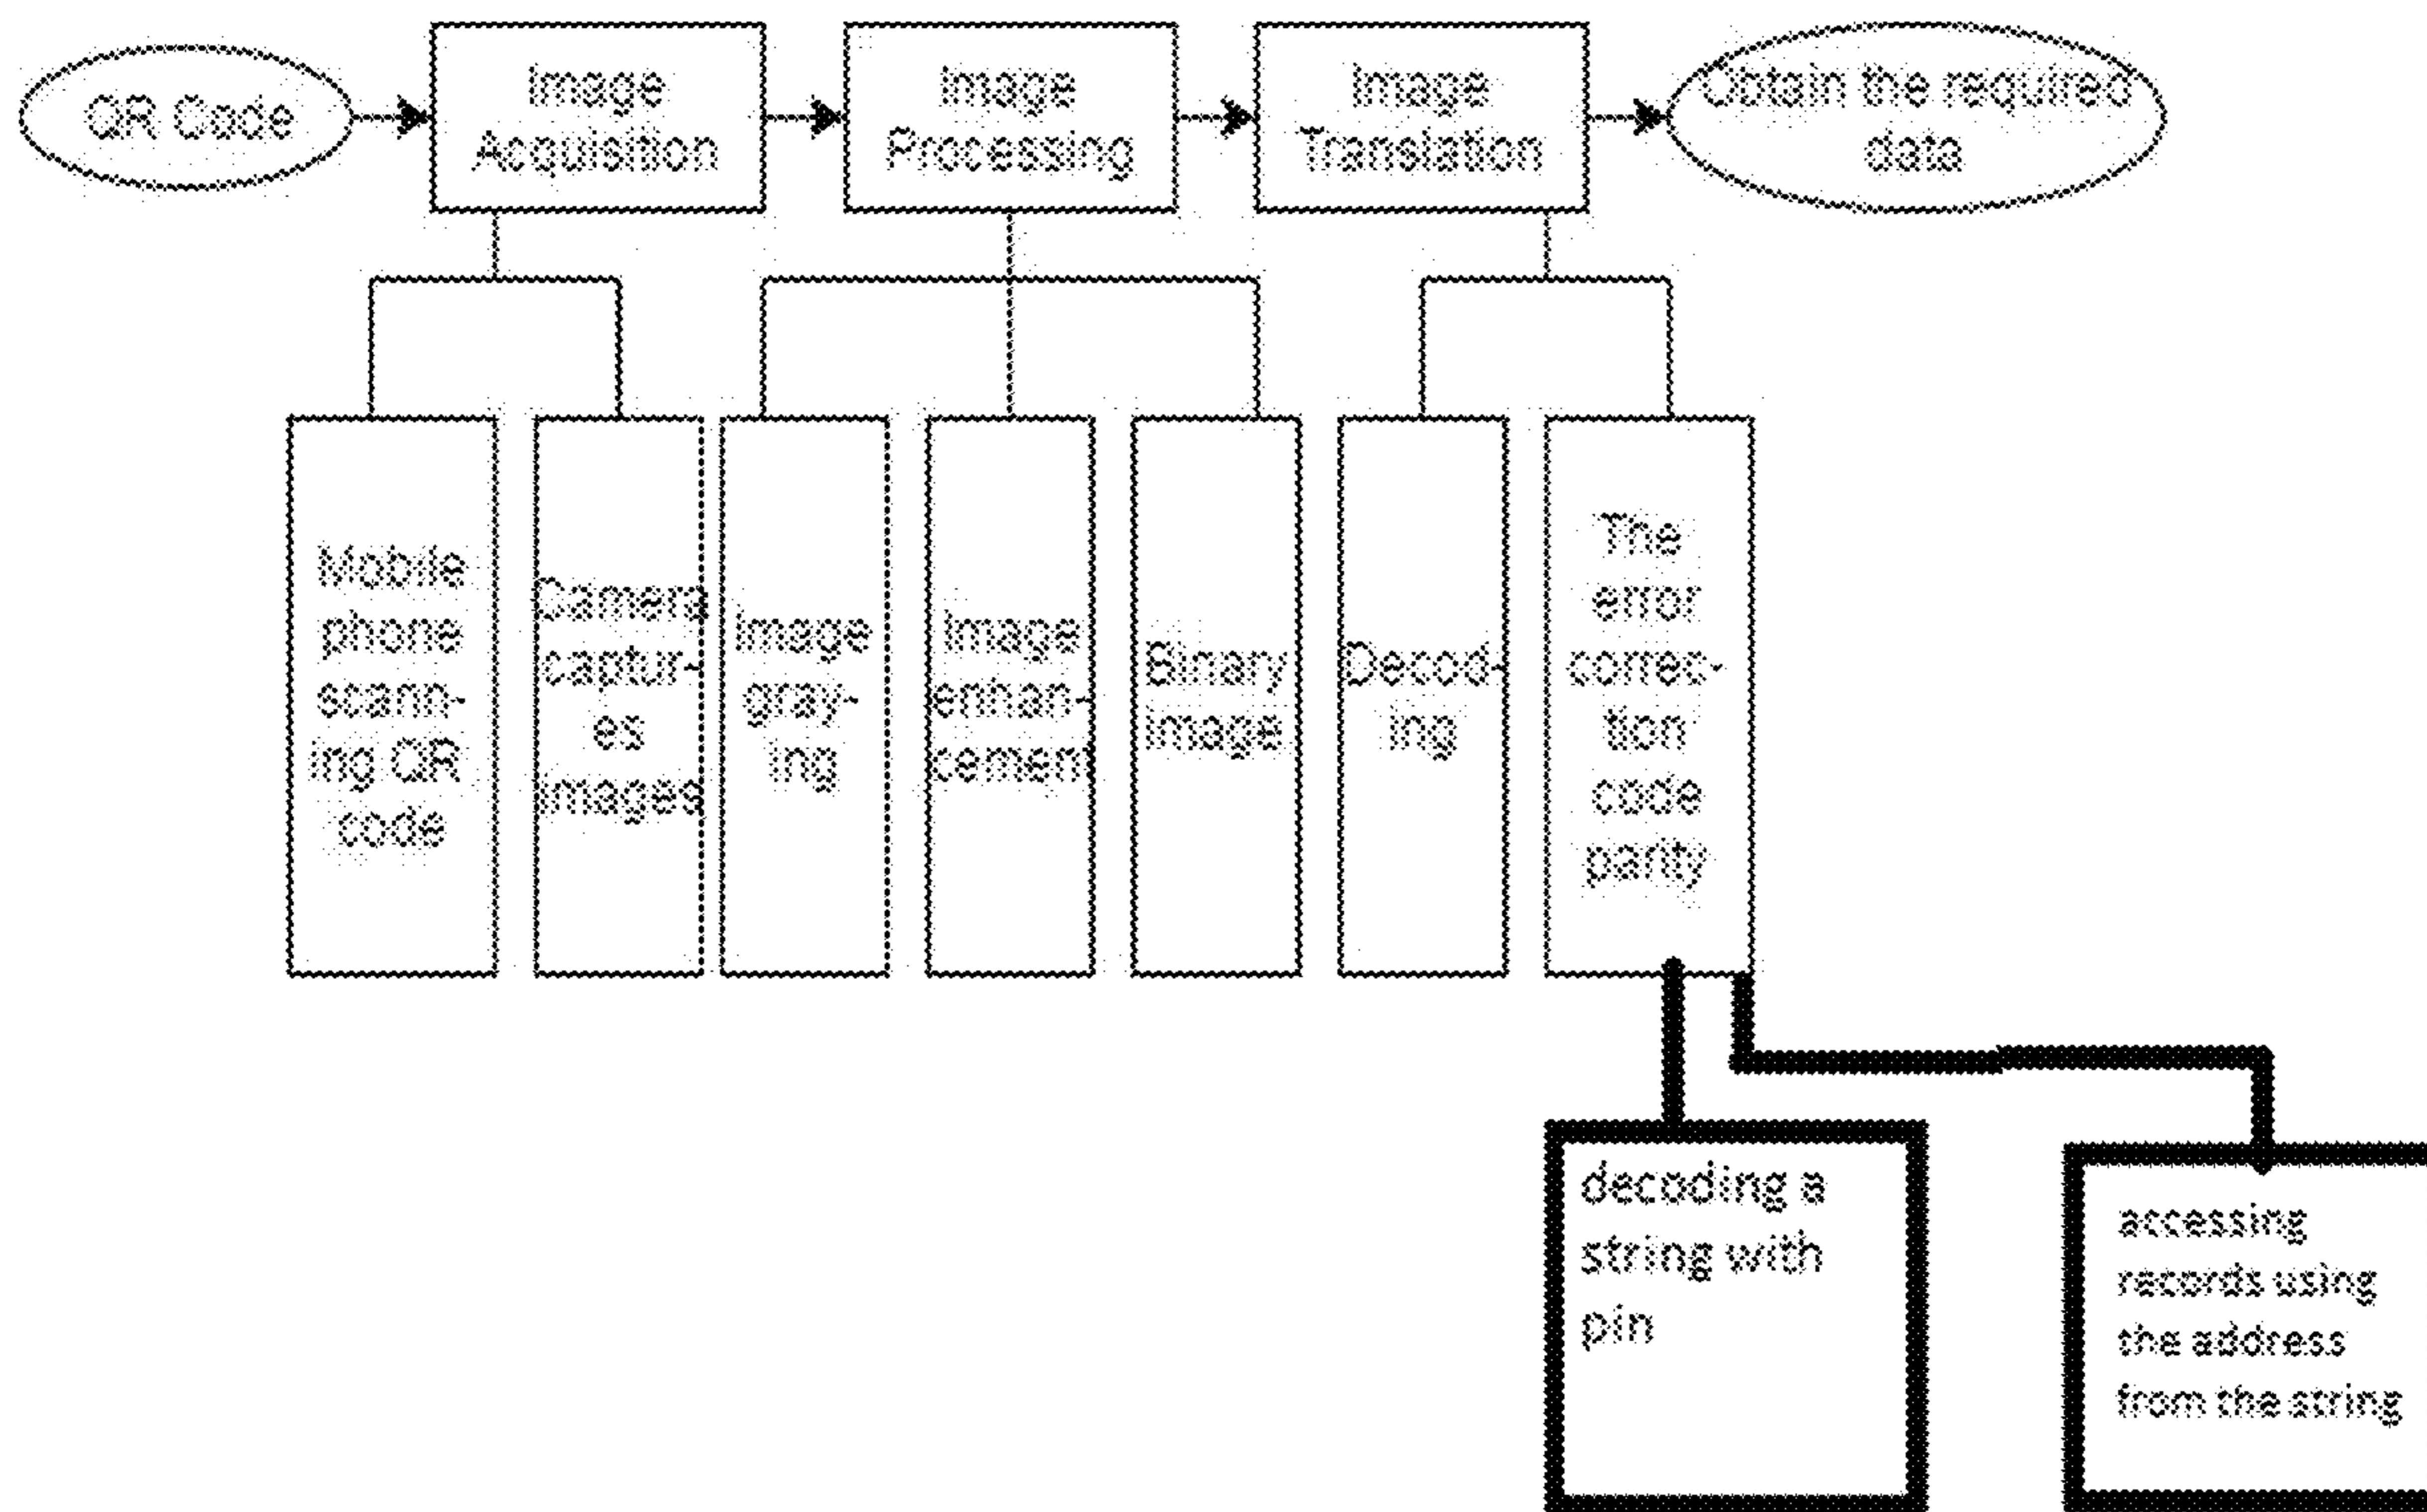 QR Code
Image
Acquisition
Image
Processing
Image
Translation
Obtain the required
data
Mobile
phone
scann-
ing QR
code
Camera
captur-
es
images
Image
gray-
ing
Image
enhan-
cement
Binary
image
Decod-
ing
The
error
correc-
tion
code
parity
decoding a
string with
pin
accessing
records using
the address
from the string